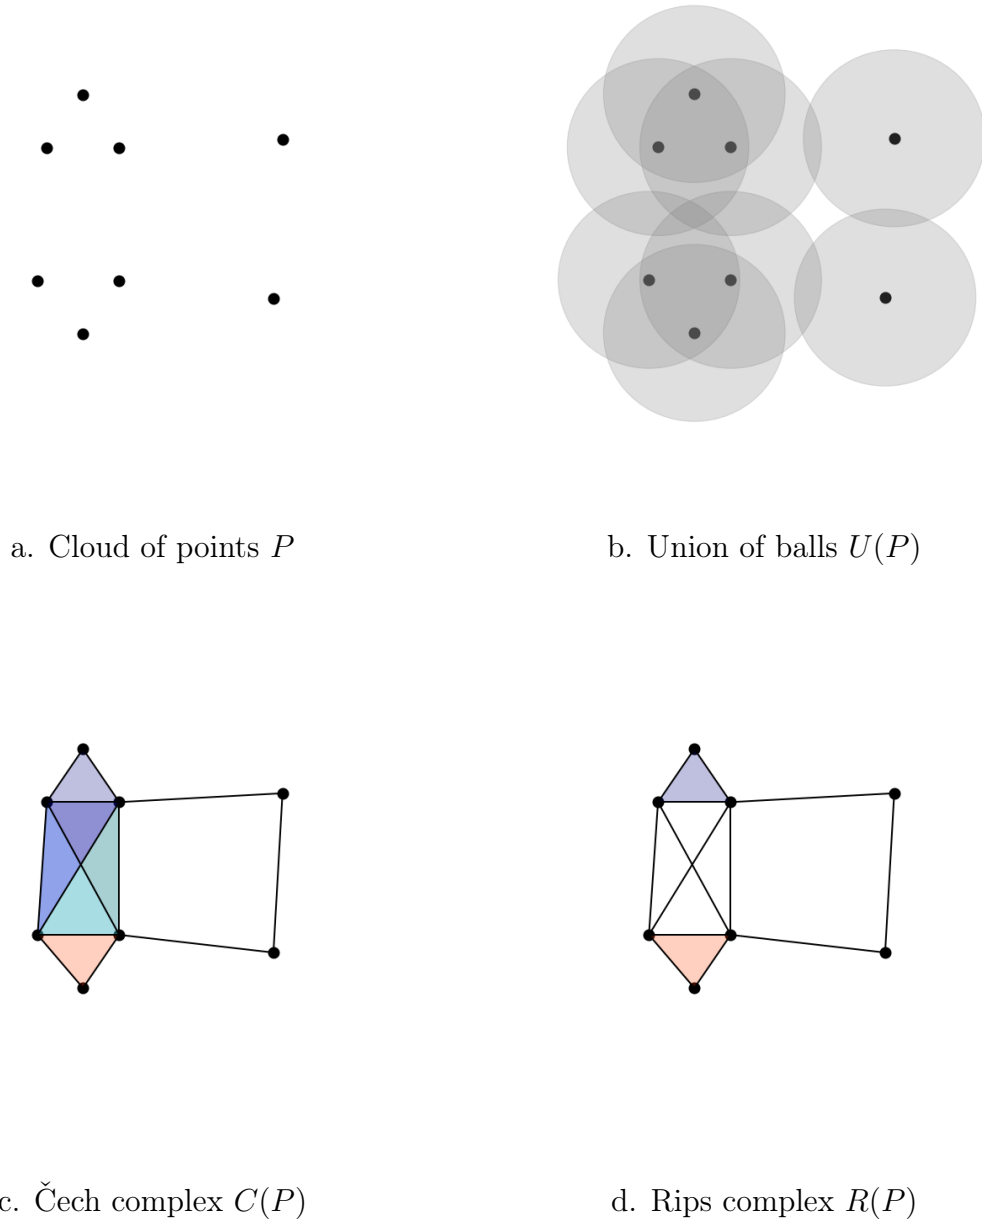 a. Cloud of points P
b. Union of balls U(P)
c. Čech complex C(P)
d. Rips complex R(P)